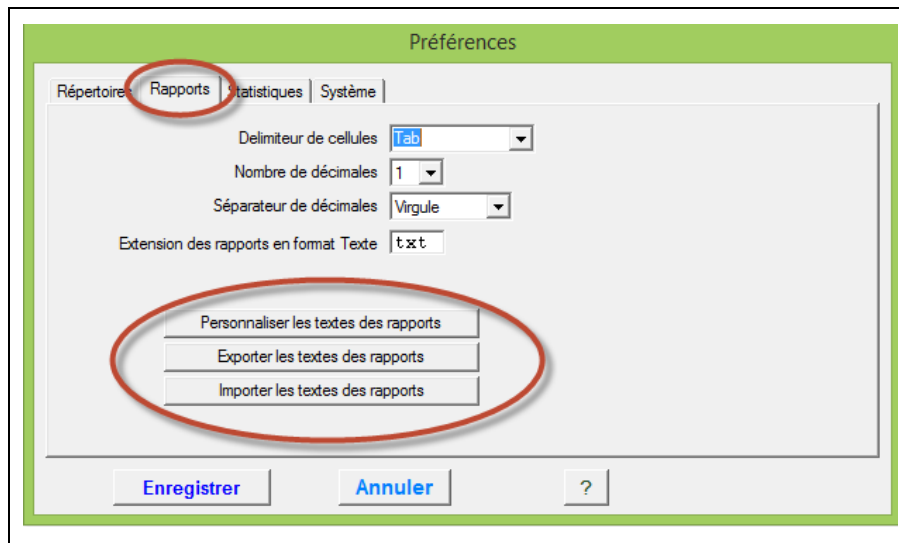 Préférences
Répertoires Rapports Statistiques Système
Delimiteur de cellules Tab
Nombre de décimales 1
Séparateur de décimales Virgule
Extension des rapports en format Texte txt
Personnaliser les textes des rapports
Exporter les textes des rapports
Importer les textes des rapports
Enregistrer Annuler ?